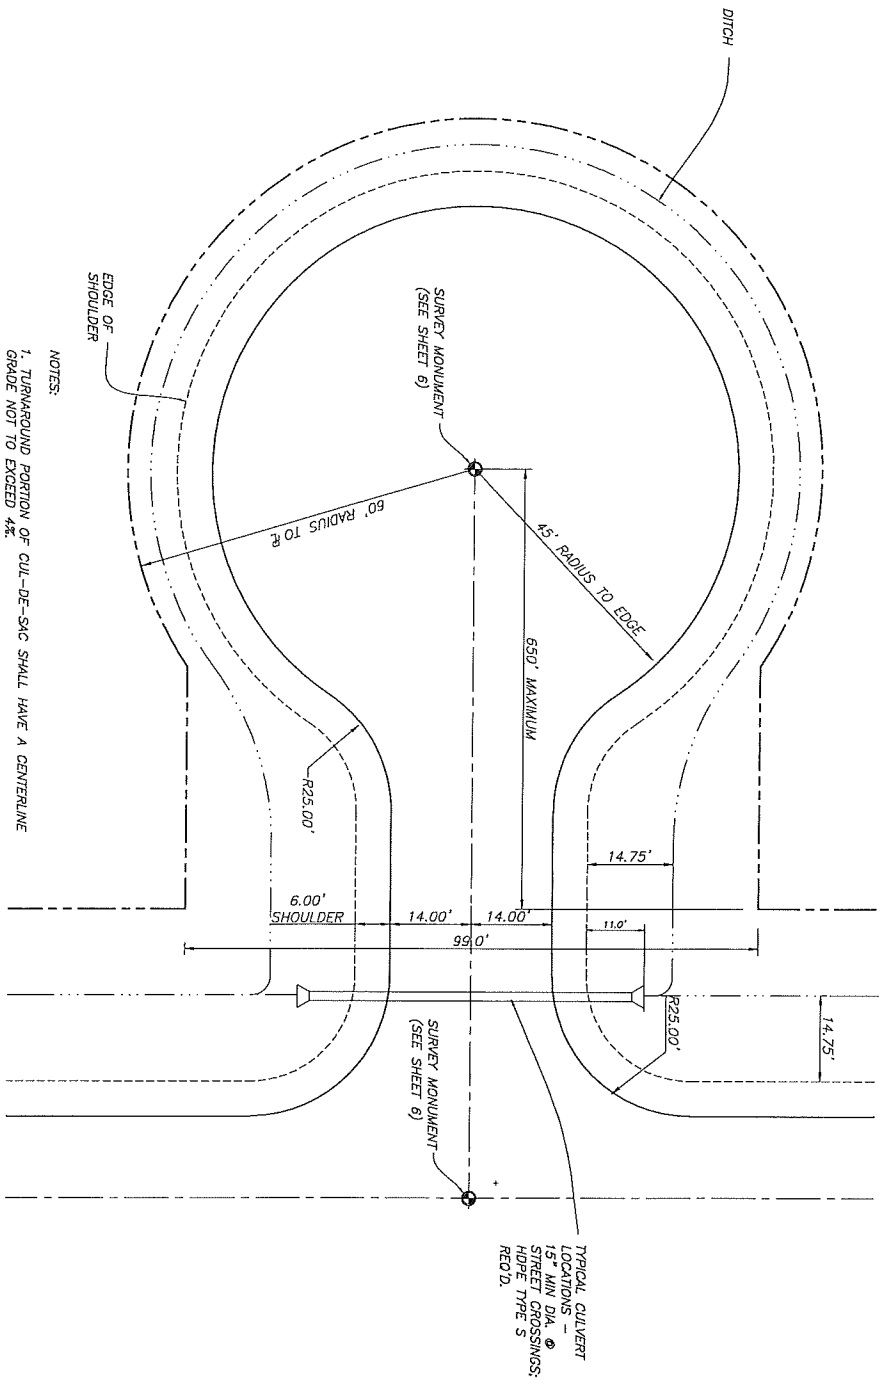 DITCH
SURVEY MONUMENT
(SEE SHEET 6)
EDGE OF
SHOULDER
60' RADIUS TO ⅊
45' RADIUS TO EDGE
650' MAXIMUM
R25.00'
14.75'
6.00'
SHOULDER
14.00'
14.00'
11.0'
99.0'
R25.00'
14.75'
SURVEY MONUMENT
(SEE SHEET 6)
TYPICAL CULVERT
LOCATIONS –
15" MIN DIA. @
STREET CROSSINGS;
HDPE TYPE S
REQ'D.
NOTES:
1. TURNAROUND PORTION OF CUL-DE-SAC SHALL HAVE A CENTERLINE
GRADE NOT TO EXCEED 4%.